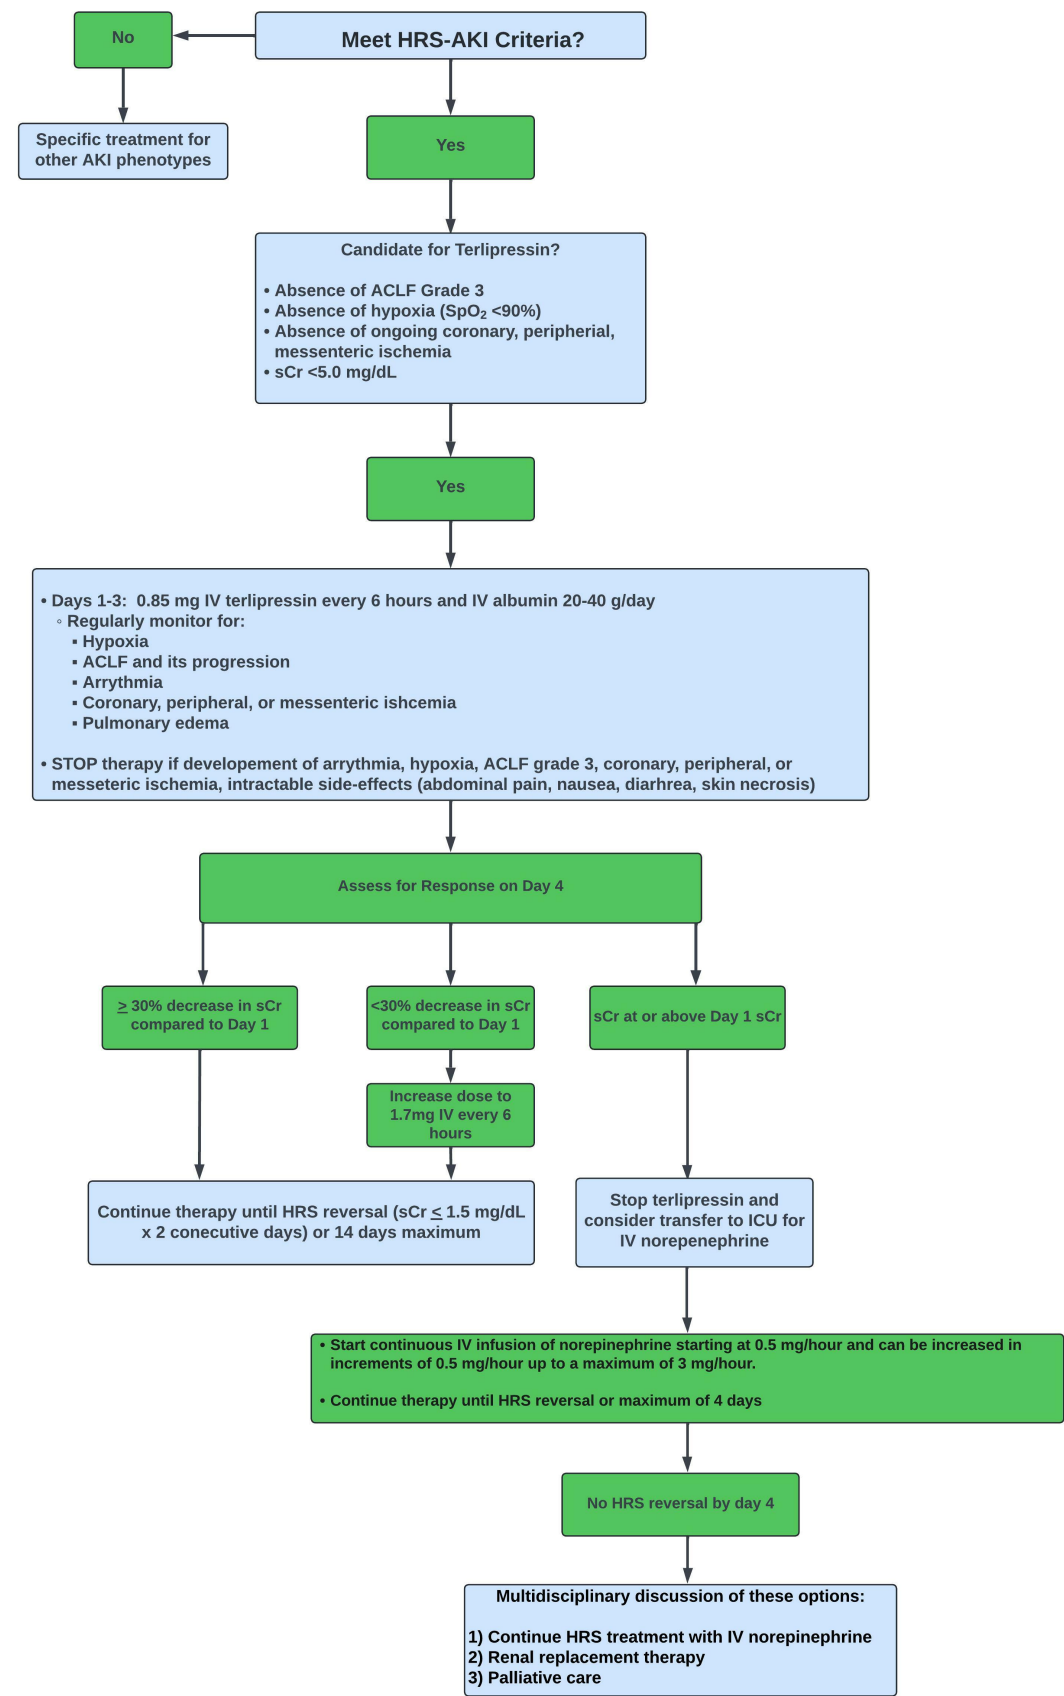 Meet HRS-AKI Criteria?
No
Specific treatment for
other AKI phenotypes
Yes
Candidate for Terlipressin?
• Absence of ACLF Grade 3
• Absence of hypoxia (SpO₂ <90%)
• Absence of ongoing coronary, peripherial,
messenteric ischemia
• sCr <5.0 mg/dL
Yes
• Days 1-3:  0.85 mg IV terlipressin every 6 hours and IV albumin 20-40 g/day
◦ Regularly monitor for:
▪ Hypoxia
▪ ACLF and its progression
▪ Arrythmia
▪ Coronary, peripheral, or messenteric ishcemia
▪ Pulmonary edema
• STOP therapy if developement of arrythmia, hypoxia, ACLF grade 3, coronary, peripheral, or
messeteric ischemia, intractable side-effects (abdominal pain, nausea, diarhrea, skin necrosis)
Assess for Response on Day 4
≥ 30% decrease in sCr
compared to Day 1
<30% decrease in sCr
compared to Day 1
sCr at or above Day 1 sCr
Increase dose to
1.7mg IV every 6
hours
Continue therapy until HRS reversal (sCr ≤ 1.5 mg/dL
x 2 conecutive days) or 14 days maximum
Stop terlipressin and
consider transfer to ICU for
IV norepenephrine
• Start continuous IV infusion of norepinephrine starting at 0.5 mg/hour and can be increased in
increments of 0.5 mg/hour up to a maximum of 3 mg/hour.
• Continue therapy until HRS reversal or maximum of 4 days
No HRS reversal by day 4
Multidisciplinary discussion of these options:
1) Continue HRS treatment with IV norepinephrine
2) Renal replacement therapy
3) Palliative care